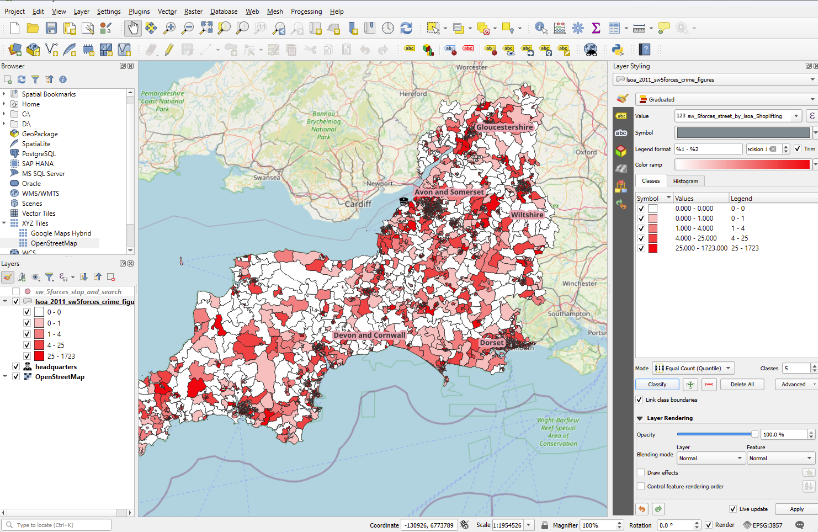 Project Edit View Layer Settings Plugins Vector Raster Database Web Mesh Processing Help
Browser
Spatial Bookmarks
Home
C:\
D:\
GeoPackage
SpatiaLite
PostgreSQL
SAP HANA
MS SQL Server
Oracle
WMS/WMTS
Scenes
Vector Tiles
XYZ Tiles
Google Maps Hybrid
OpenStreetMap
WCS
Layers
sw_5forces_stop_and_search
lsoa_2011_sw5forces_crime_figu
0 - 0
0 - 1
1 - 4
4 - 25
25 - 1723
headquarters
OpenStreetMap
Type to locate (Ctrl+K)
Pembrokeshire
Coast National
Park
Bannau
Brycheiniog
National
Park
Swansea
Cardiff
Newport
Hereford
Worcester
Gloucestershire
Oxford
Avon and Somerset
Wiltshire
Winchester
Southampton
Devon and Cornwall
Dorset
Wight-Barfleur
Reef Special
Area of
Conservation
Layer Styling
lsoa_2011_sw5forces_crime_figures
Graduated
Value 123 sw_5forces_street_by_lsoa_Shoplifting
Symbol
Legend format %1 - %2 Trim
Color ramp
Classes Histogram
Symbol Values Legend
0.000 - 0.000 0 - 0
0.000 - 1.000 0 - 1
1.000 - 4.000 1 - 4
4.000 - 25.000 4 - 25
25.000 - 1723.000 25 - 1723
Mode Equal Count (Quantile) Classes 5
Classify Delete All Advanced
Link class boundaries
Layer Rendering
Opacity 100.0 %
Layer Feature
Blending mode Normal Normal
Draw effects
Control feature rendering order
Live update Apply
Coordinate -130926, 6773789 Scale 1:1954526 Magnifier 100% Rotation 0.0 ° Render EPSG:3857